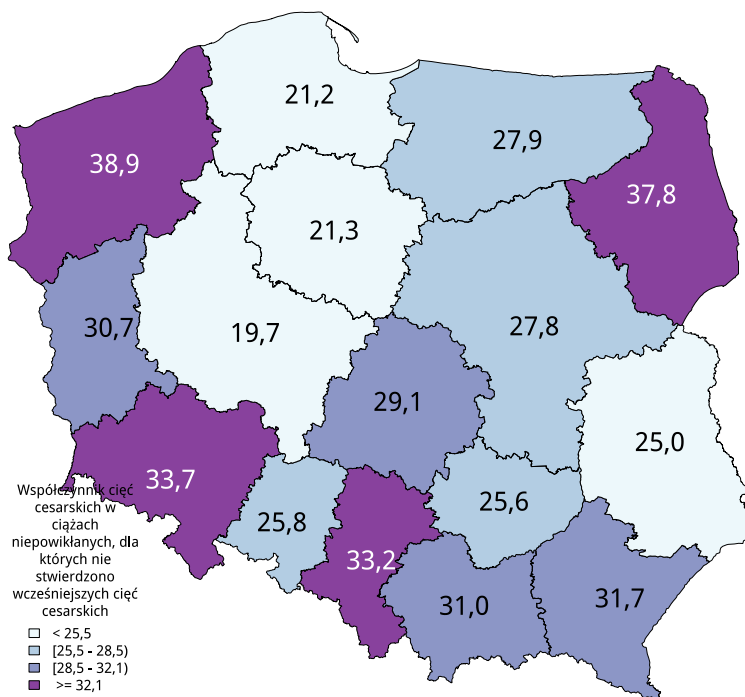 21,2
27,9
38,9
37,8
21,3
30,7
19,7
27,8
29,1
25,0
33,7
25,6
25,8
33,2
31,0
31,7
Współczynnik cięć
cesarskich w
ciążach
niepowikłanych, dla
których nie
stwierdzono
wcześniejszych cięć
cesarskich
< 25,5
[25,5 - 28,5)
[28,5 - 32,1)
>= 32,1